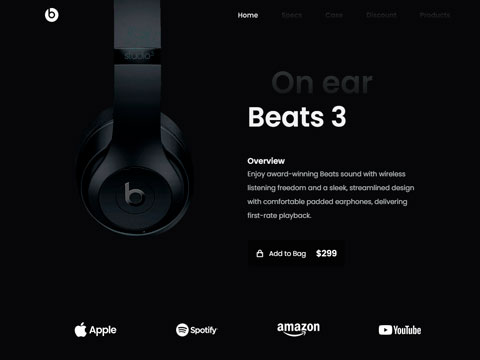 b
Home Specs Case Discount Products
studio3
On ear
Beats 3
b
Overview
Enjoy award-winning Beats sound with wireless
listening freedom and a sleek, streamlined design
with comfortable padded earphones, delivering
first-rate playback.
Add to Bag $299
Apple Spotify amazon YouTube